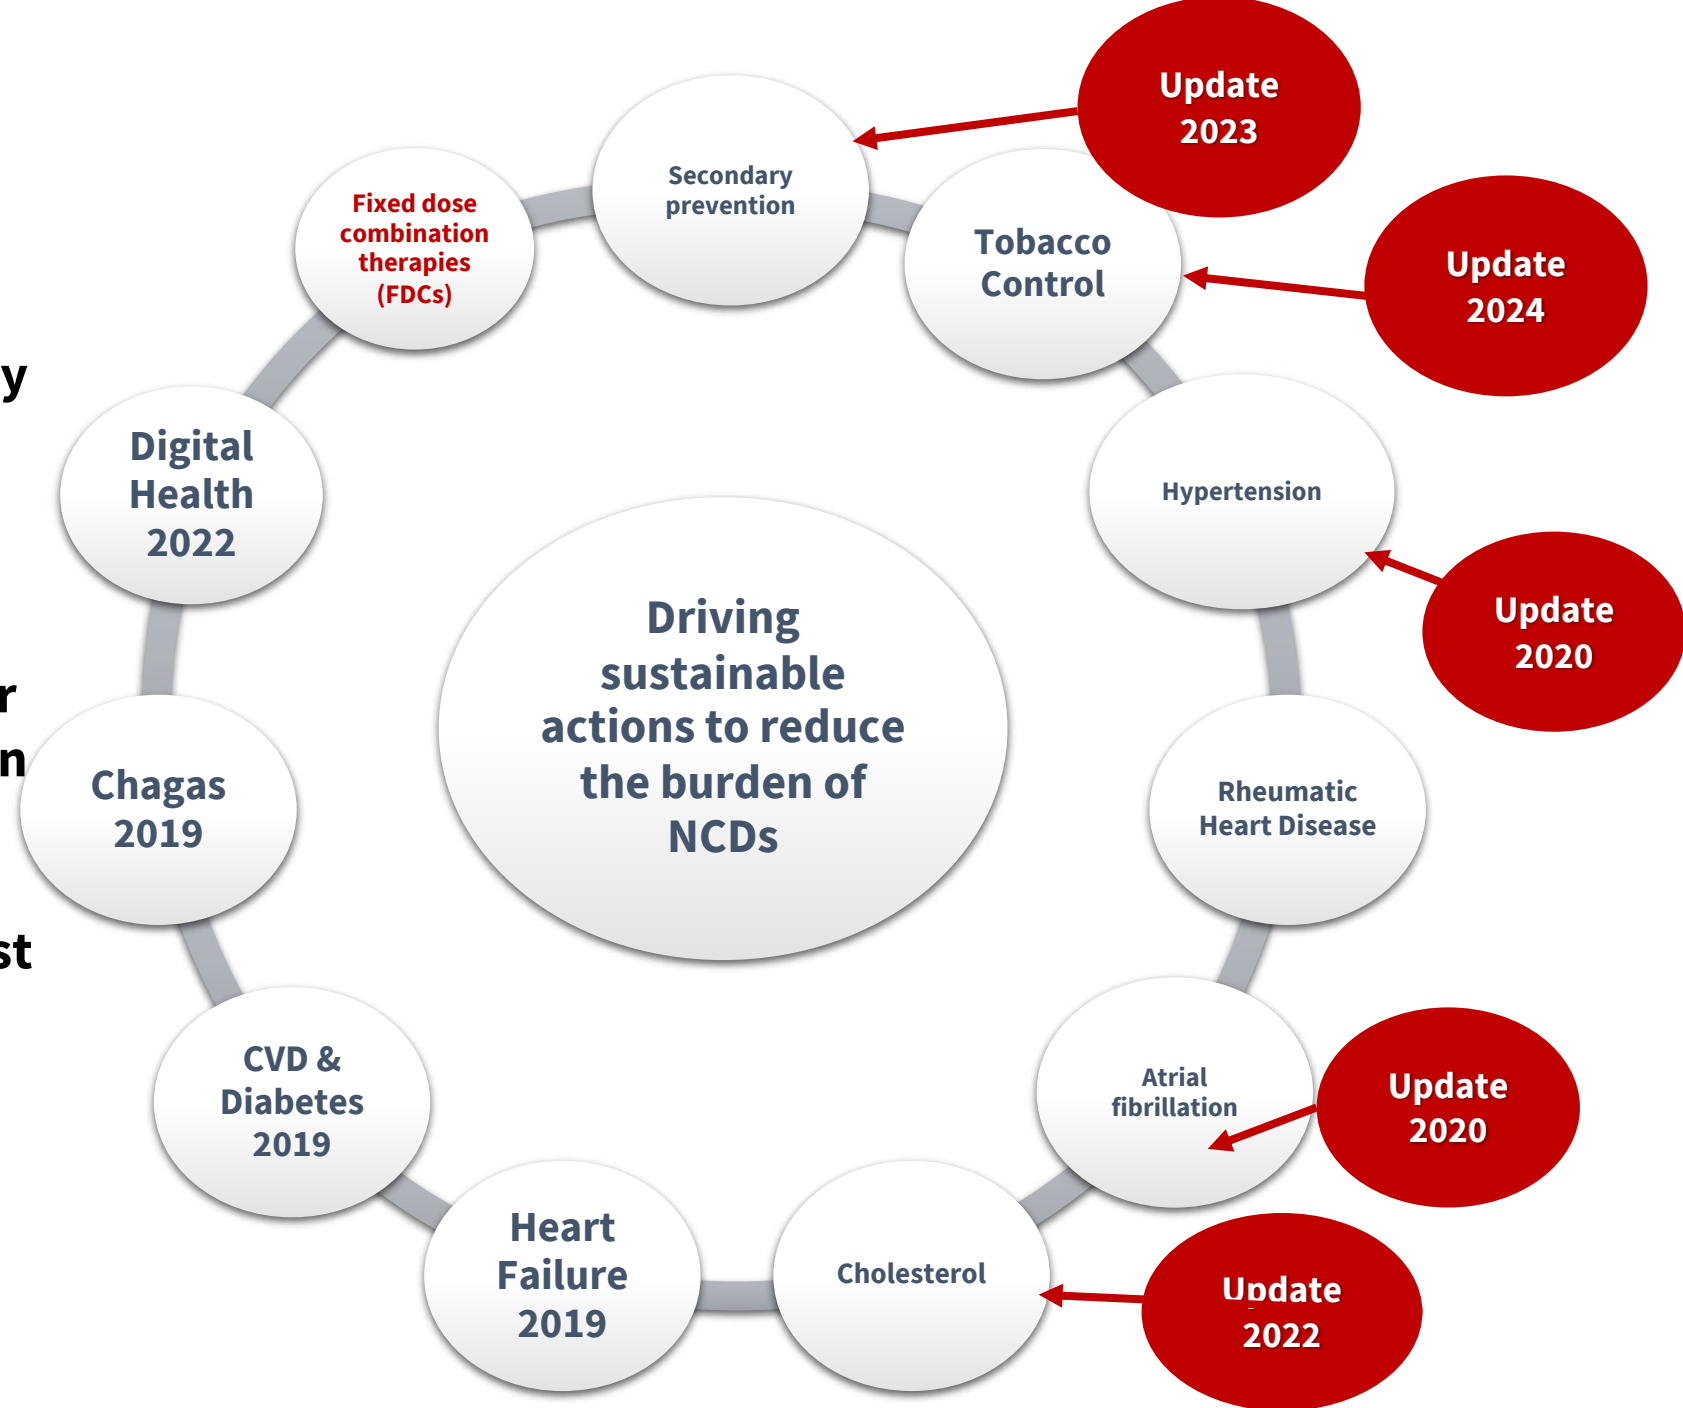 Update
2023
Secondary
prevention
Fixed dose
combination
therapies
(FDCs)
Tobacco
Control
Update
2024
y
Digital
Health
2022
Hypertension
Update
2020
Driving
sustainable
actions to reduce
the burden of
NCDs
r
n
Chagas
2019
Rheumatic
Heart Disease
st
CVD &
Diabetes
2019
Atrial
fibrillation
Update
2020
Heart
Failure
2019
Cholesterol
Update
2022